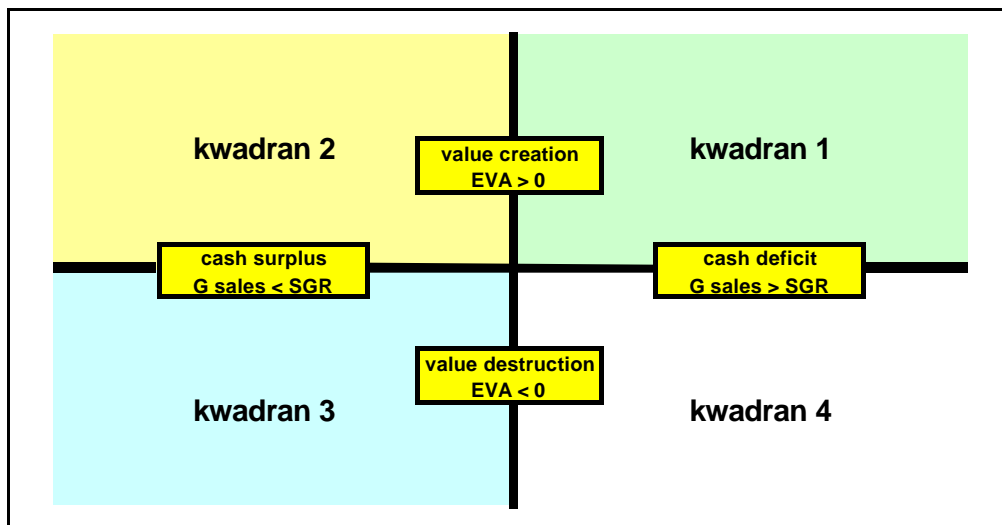 kwadran 2
kwadran 1
value creation
EVA > 0
cash surplus
G sales < SGR
cash deficit
G sales > SGR
value destruction
EVA < 0
kwadran 3
kwadran 4